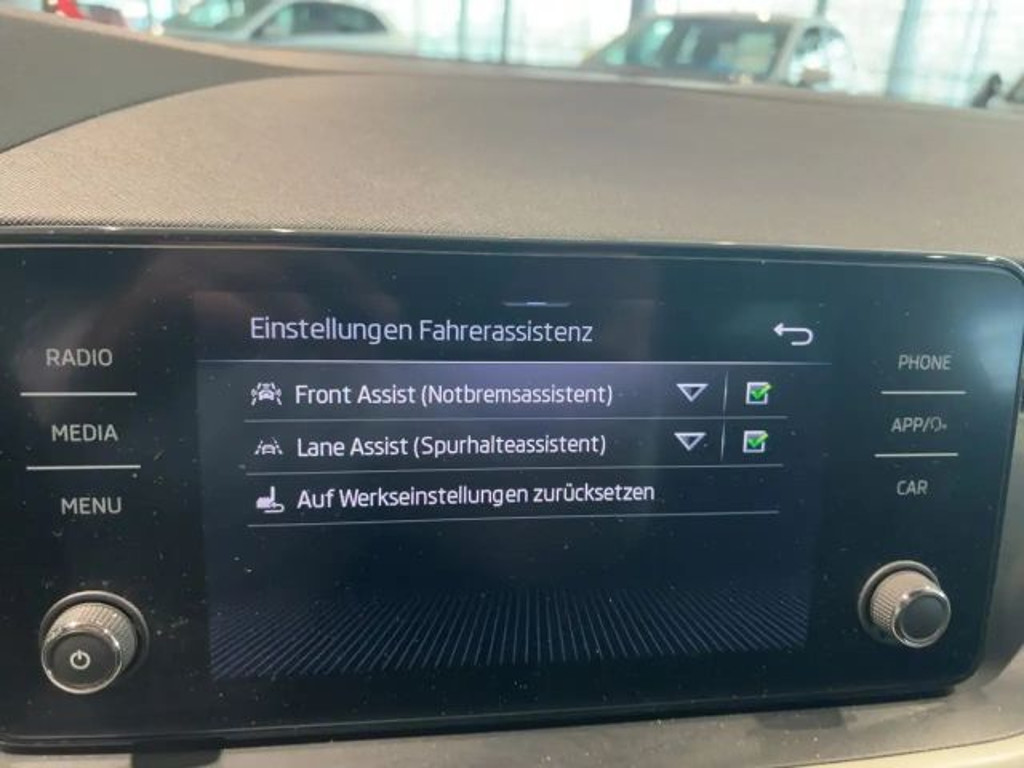 Einstellungen Fahrerassistenz
RADIO
MEDIA
MENU
Front Assist (Notbremsassistent)
Lane Assist (Spurhalteassistent)
Auf Werkseinstellungen zurücksetzen
PHONE
APP/
CAR